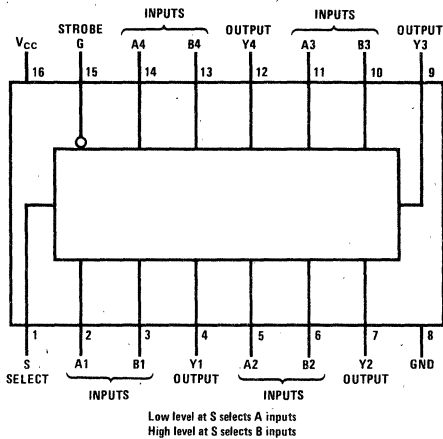 INPUTS INPUTS
STROBE OUTPUT OUTPUT
VCC G A4 B4 Y4 A3 B3 Y3
16 15 14 13 12 11 10 9
1 2 3 4 5 6 7 8
S A1 B1 Y1 A2 B2 Y2 GND
SELECT OUTPUT OUTPUT
INPUTS INPUTS
Low level at S selects A inputs
High level at S selects B inputs